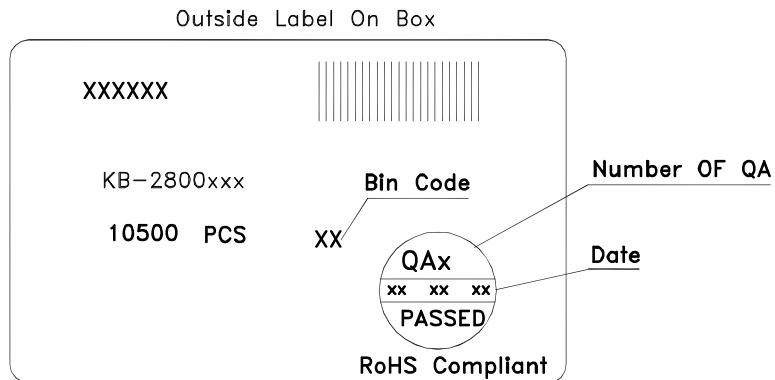 Outside Label On Box
XXXXXX
KB-2800xxx
Bin Code
Number OF QA
10500 PCS
XX
QAx
Date
xx xx xx
PASSED
RoHS Compliant